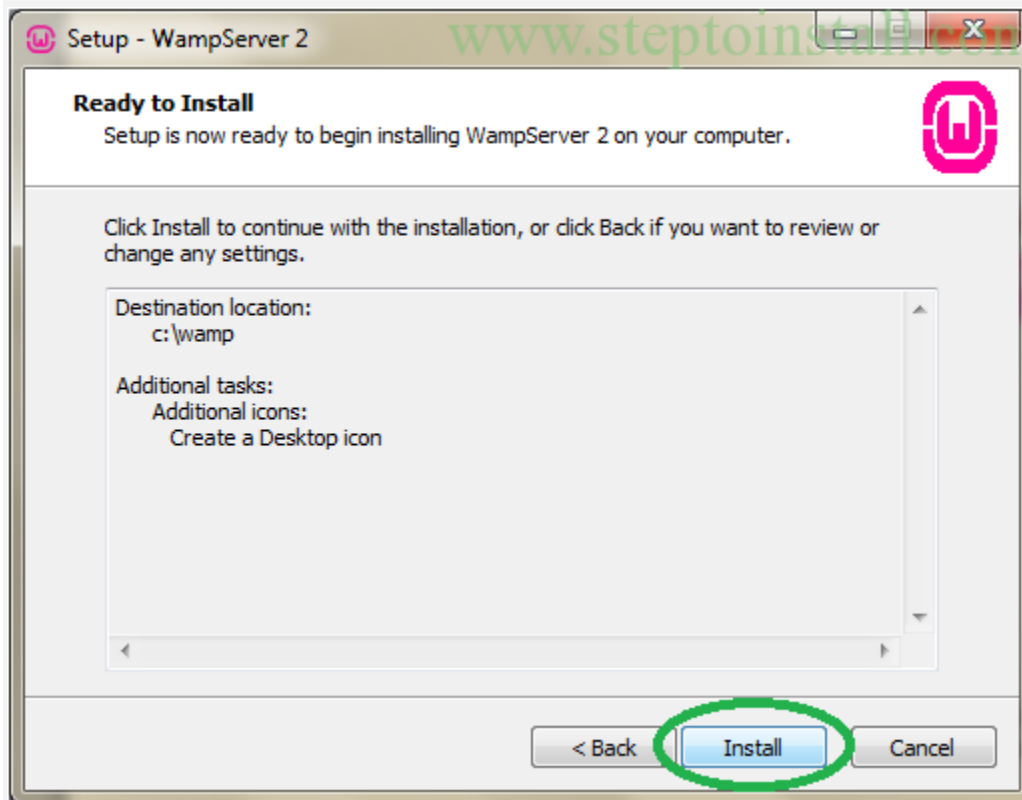 Setup - WampServer 2
www.steptoinstall.com
Ready to Install
Setup is now ready to begin installing WampServer 2 on your computer.
Click Install to continue with the installation, or click Back if you want to review or
change any settings.
Destination location:
c:\wamp
Additional tasks:
Additional icons:
Create a Desktop icon
< Back
Install
Cancel